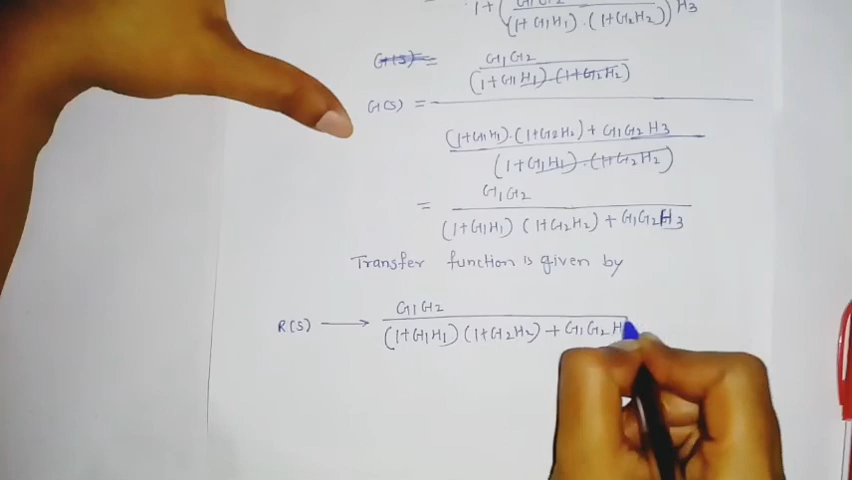 1+(G1G2/(1+G1H1).(1+G2H2))H3
G(S) = G1G2
(1+G1H1).(1+G2H2)
G(S) =
(1+G1H1).(1+G2H2)+G1G2H3
(1+G1H1).(1+G2H2)
= G1G2
(1+G1H1) (1+G2H2)+G1G2H3
Transfer function is given by
G1G2
R(S) →
(1+G1H1)(1+G2H2)+G1G2H